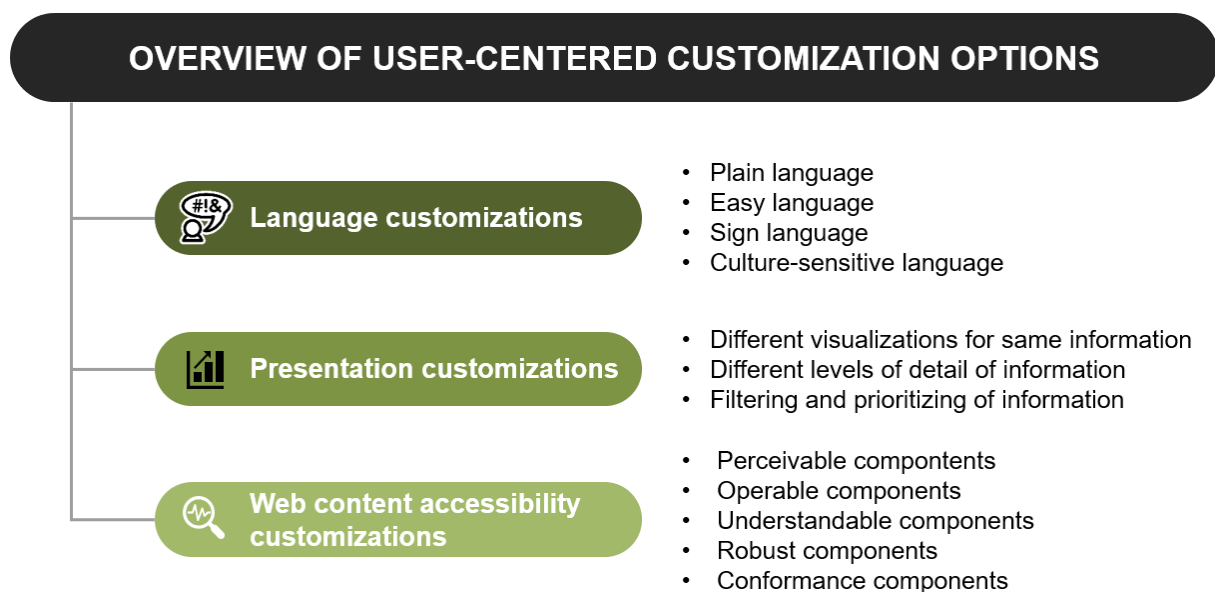 OVERVIEW OF USER-CENTERED CUSTOMIZATION OPTIONS
#!&
Language customizations
• Plain language
• Easy language
• Sign language
• Culture-sensitive language
Presentation customizations
• Different visualizations for same information
• Different levels of detail of information
• Filtering and prioritizing of information
Web content accessibility
customizations
• Perceivable compontents
• Operable components
• Understandable components
• Robust components
• Conformance components